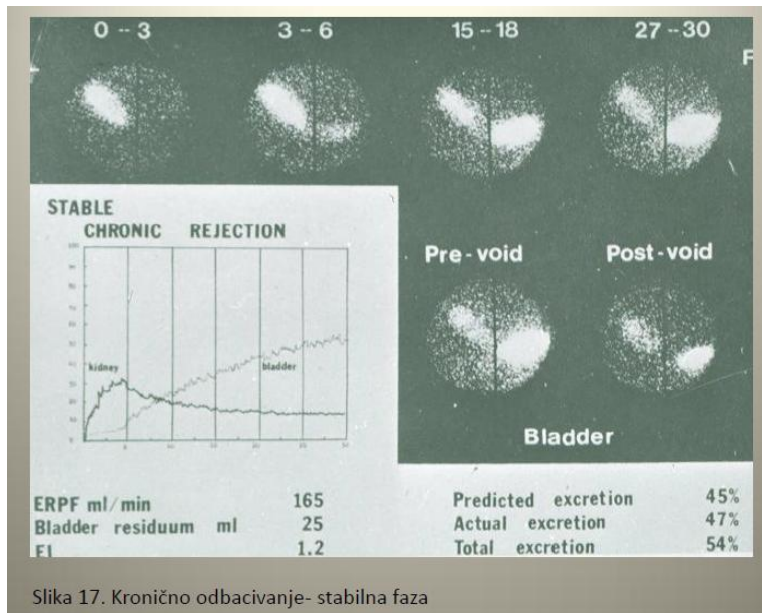 0 -- 3 3 -- 6 15 -- 18 27 -- 30
F
STABLE
CHRONIC REJECTION
kidney
bladder
Pre-void Post-void
Bladder
ERPF ml/min 165
Bladder residuum ml 25
EI 1.2
Predicted excretion 45%
Actual excretion 47%
Total excretion 54%
Slika 17. Kronično odbacivanje- stabilna faza